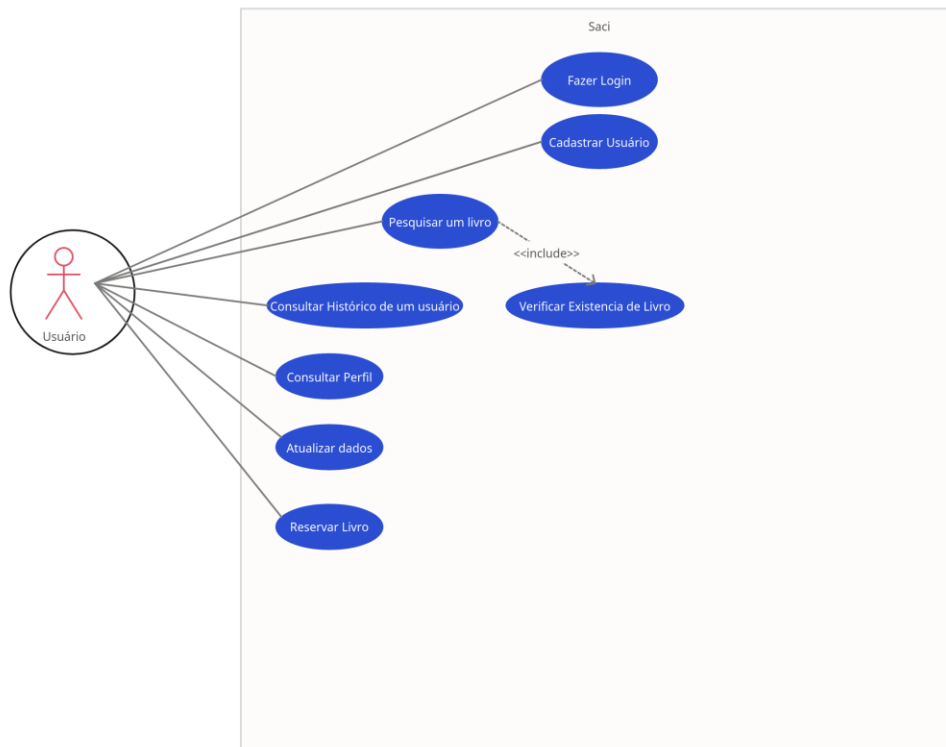 Saci
Fazer Login
Cadastrar Usuário
Pesquisar um livro
<<include>>
Consultar Histórico de um usuário
Verificar Existencia de Livro
Usuário
Consultar Perfil
Atualizar dados
Reservar Livro